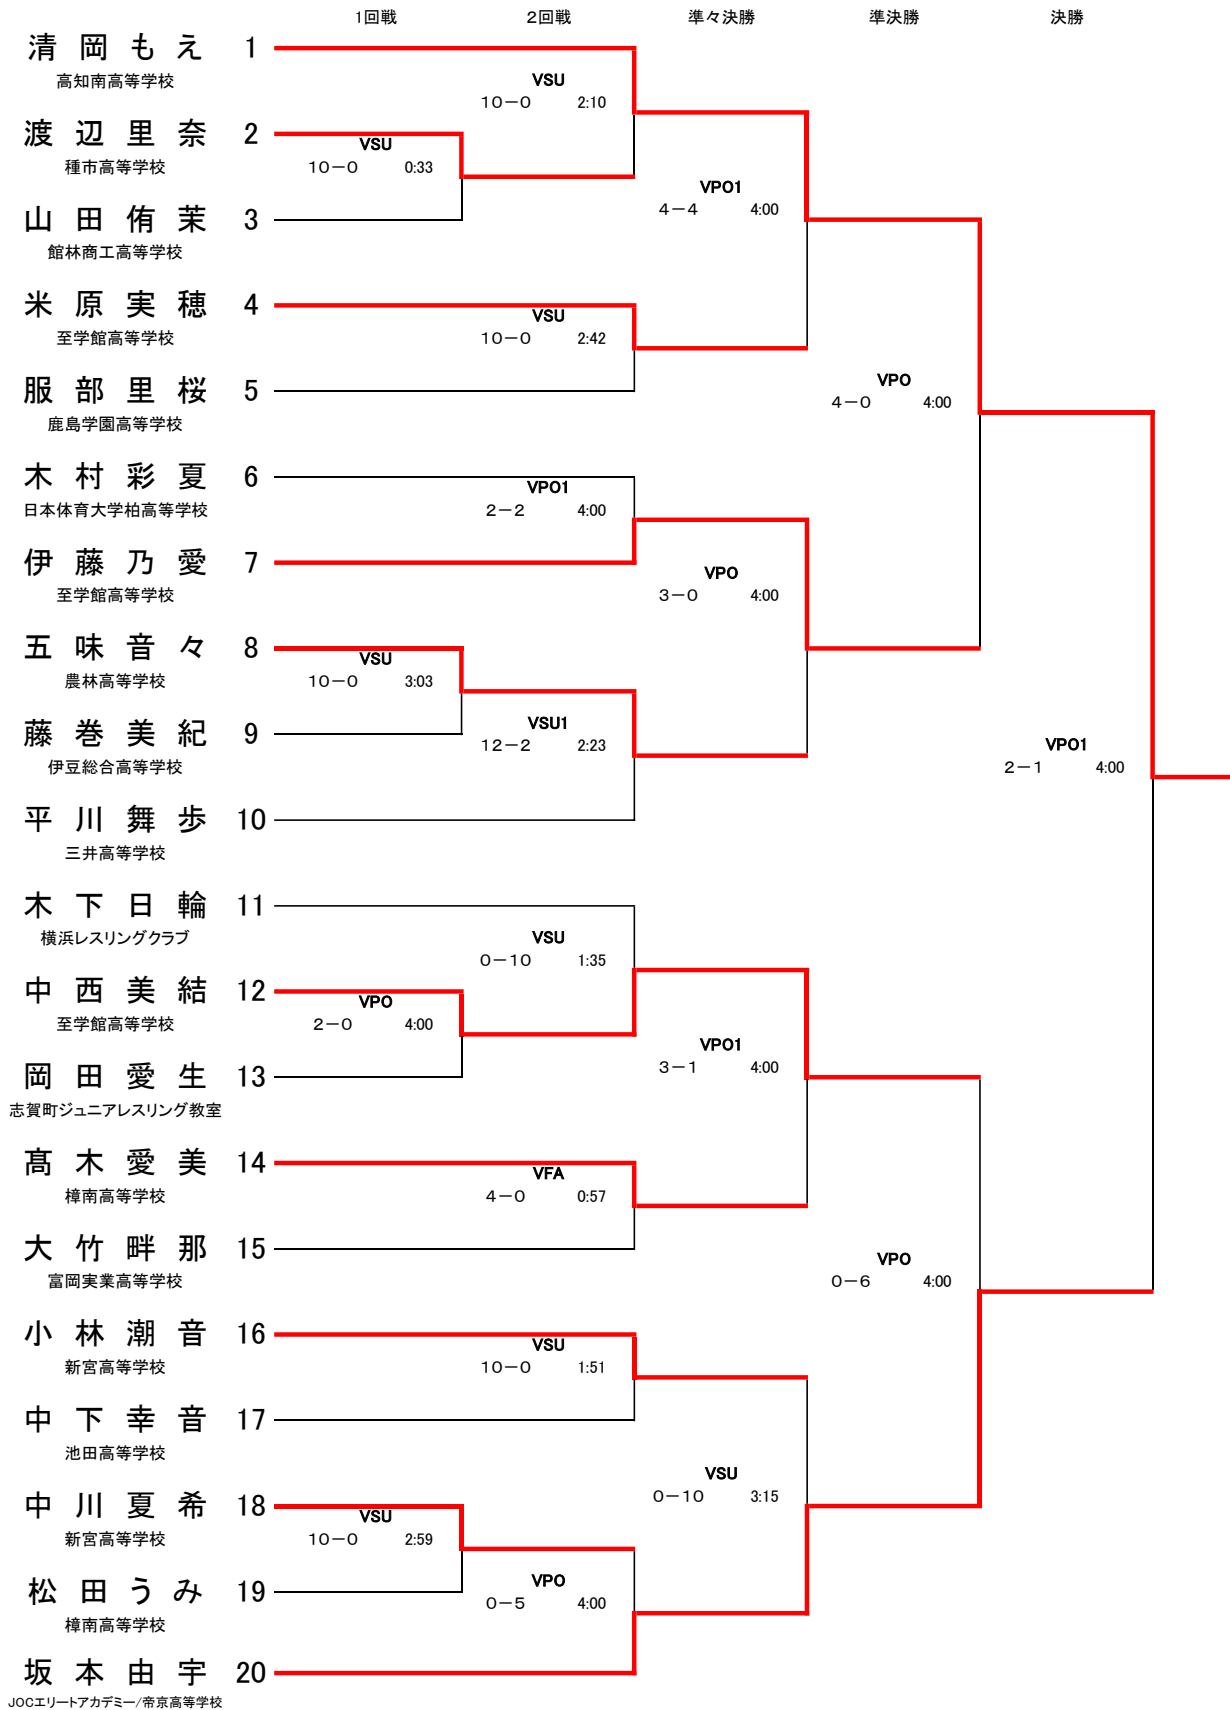 1回戦 2回戦 準々決勝 準決勝 決勝
清岡もえ 1
高知南高等学校
VSU
10－0 2:10
渡辺里奈 2
種市高等学校
VSU
10－0 0:33
VPO1
4－4 4:00
山田侑茉 3
館林商工高等学校
米原実穂 4
至学館高等学校
VSU
10－0 2:42
服部里桜 5
鹿島学園高等学校
VPO
4－0 4:00
木村彩夏 6
日本体育大学柏高等学校
VPO1
2－2 4:00
伊藤乃愛 7
至学館高等学校
VPO
3－0 4:00
五味音々 8
農林高等学校
VSU
10－0 3:03
藤巻美紀 9
伊豆総合高等学校
VSU1
12－2 2:23
VPO1
2－1 4:00
平川舞歩 10
三井高等学校
木下日輪 11
横浜レスリングクラブ
VSU
0－10 1:35
中西美結 12
至学館高等学校
VPO
2－0 4:00
VPO1
3－1 4:00
岡田愛生 13
志賀町ジュニアレスリング教室
髙木愛美 14
樟南高等学校
VFA
4－0 0:57
大竹畔那 15
富岡実業高等学校
VPO
0－6 4:00
小林潮音 16
新宮高等学校
VSU
10－0 1:51
中下幸音 17
池田高等学校
VSU
0－10 3:15
中川夏希 18
新宮高等学校
VSU
10－0 2:59
松田うみ 19
樟南高等学校
VPO
0－5 4:00
坂本由宇 20
JOCエリートアカデミー/帝京高等学校